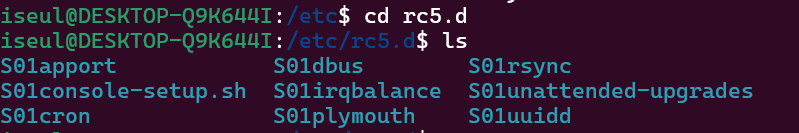 iseul@DESKTOP-Q9K644I:/etc$ cd rc5.d
iseul@DESKTOP-Q9K644I:/etc/rc5.d$ ls
S01apport S01dbus S01rsync
S01console-setup.sh S01irqbalance S01unattended-upgrades
S01cron S01plymouth S01uuidd